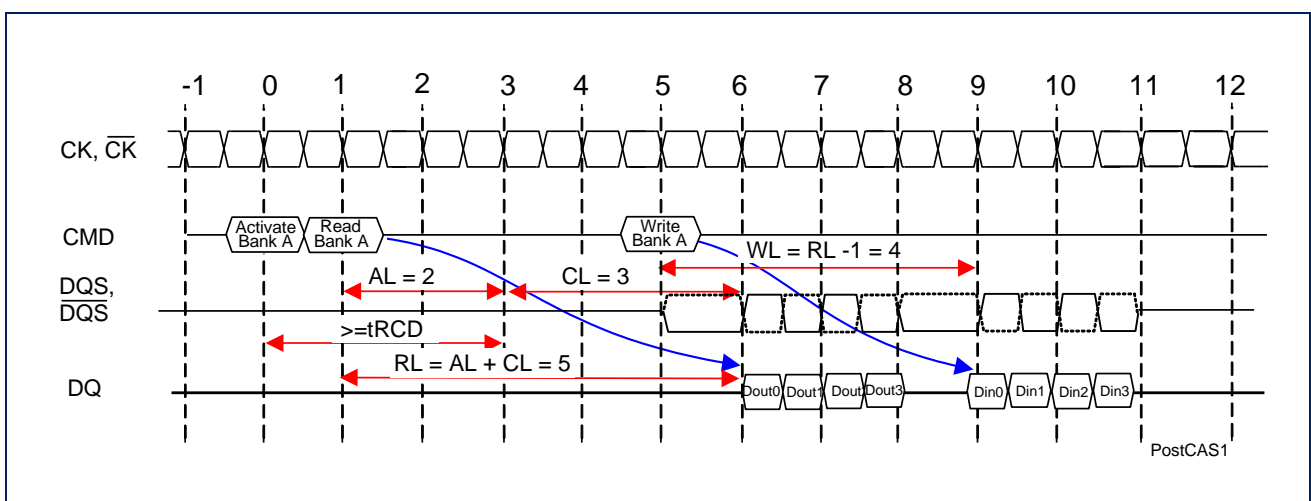 -1 0 1 2 3 4 5 6 7 8 9 10 11 12
CK, CK
CMD
Activate
Bank A
Read
Bank A
Write
Bank A
WL = RL -1 = 4
AL = 2
CL = 3
DQS,
DQS
>=tRCD
RL = AL + CL = 5
DQ
Dout0 Dout1 Dout2 Dout3 Din0 Din1 Din2 Din3
PostCAS1